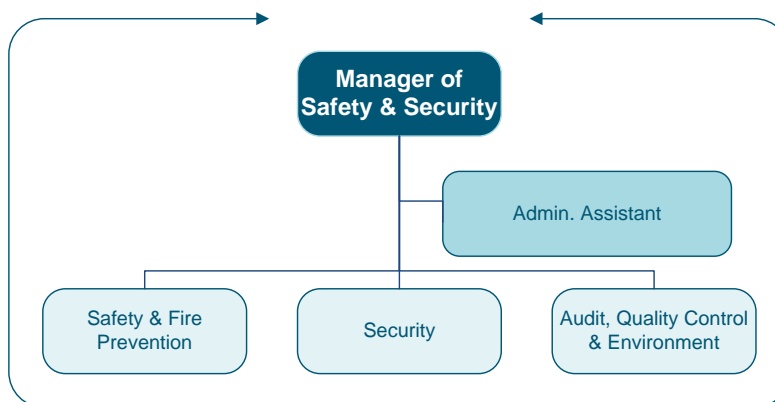 Manager of
Safety & Security
Admin. Assistant
Safety & Fire
Prevention
Security
Audit, Quality Control
& Environment